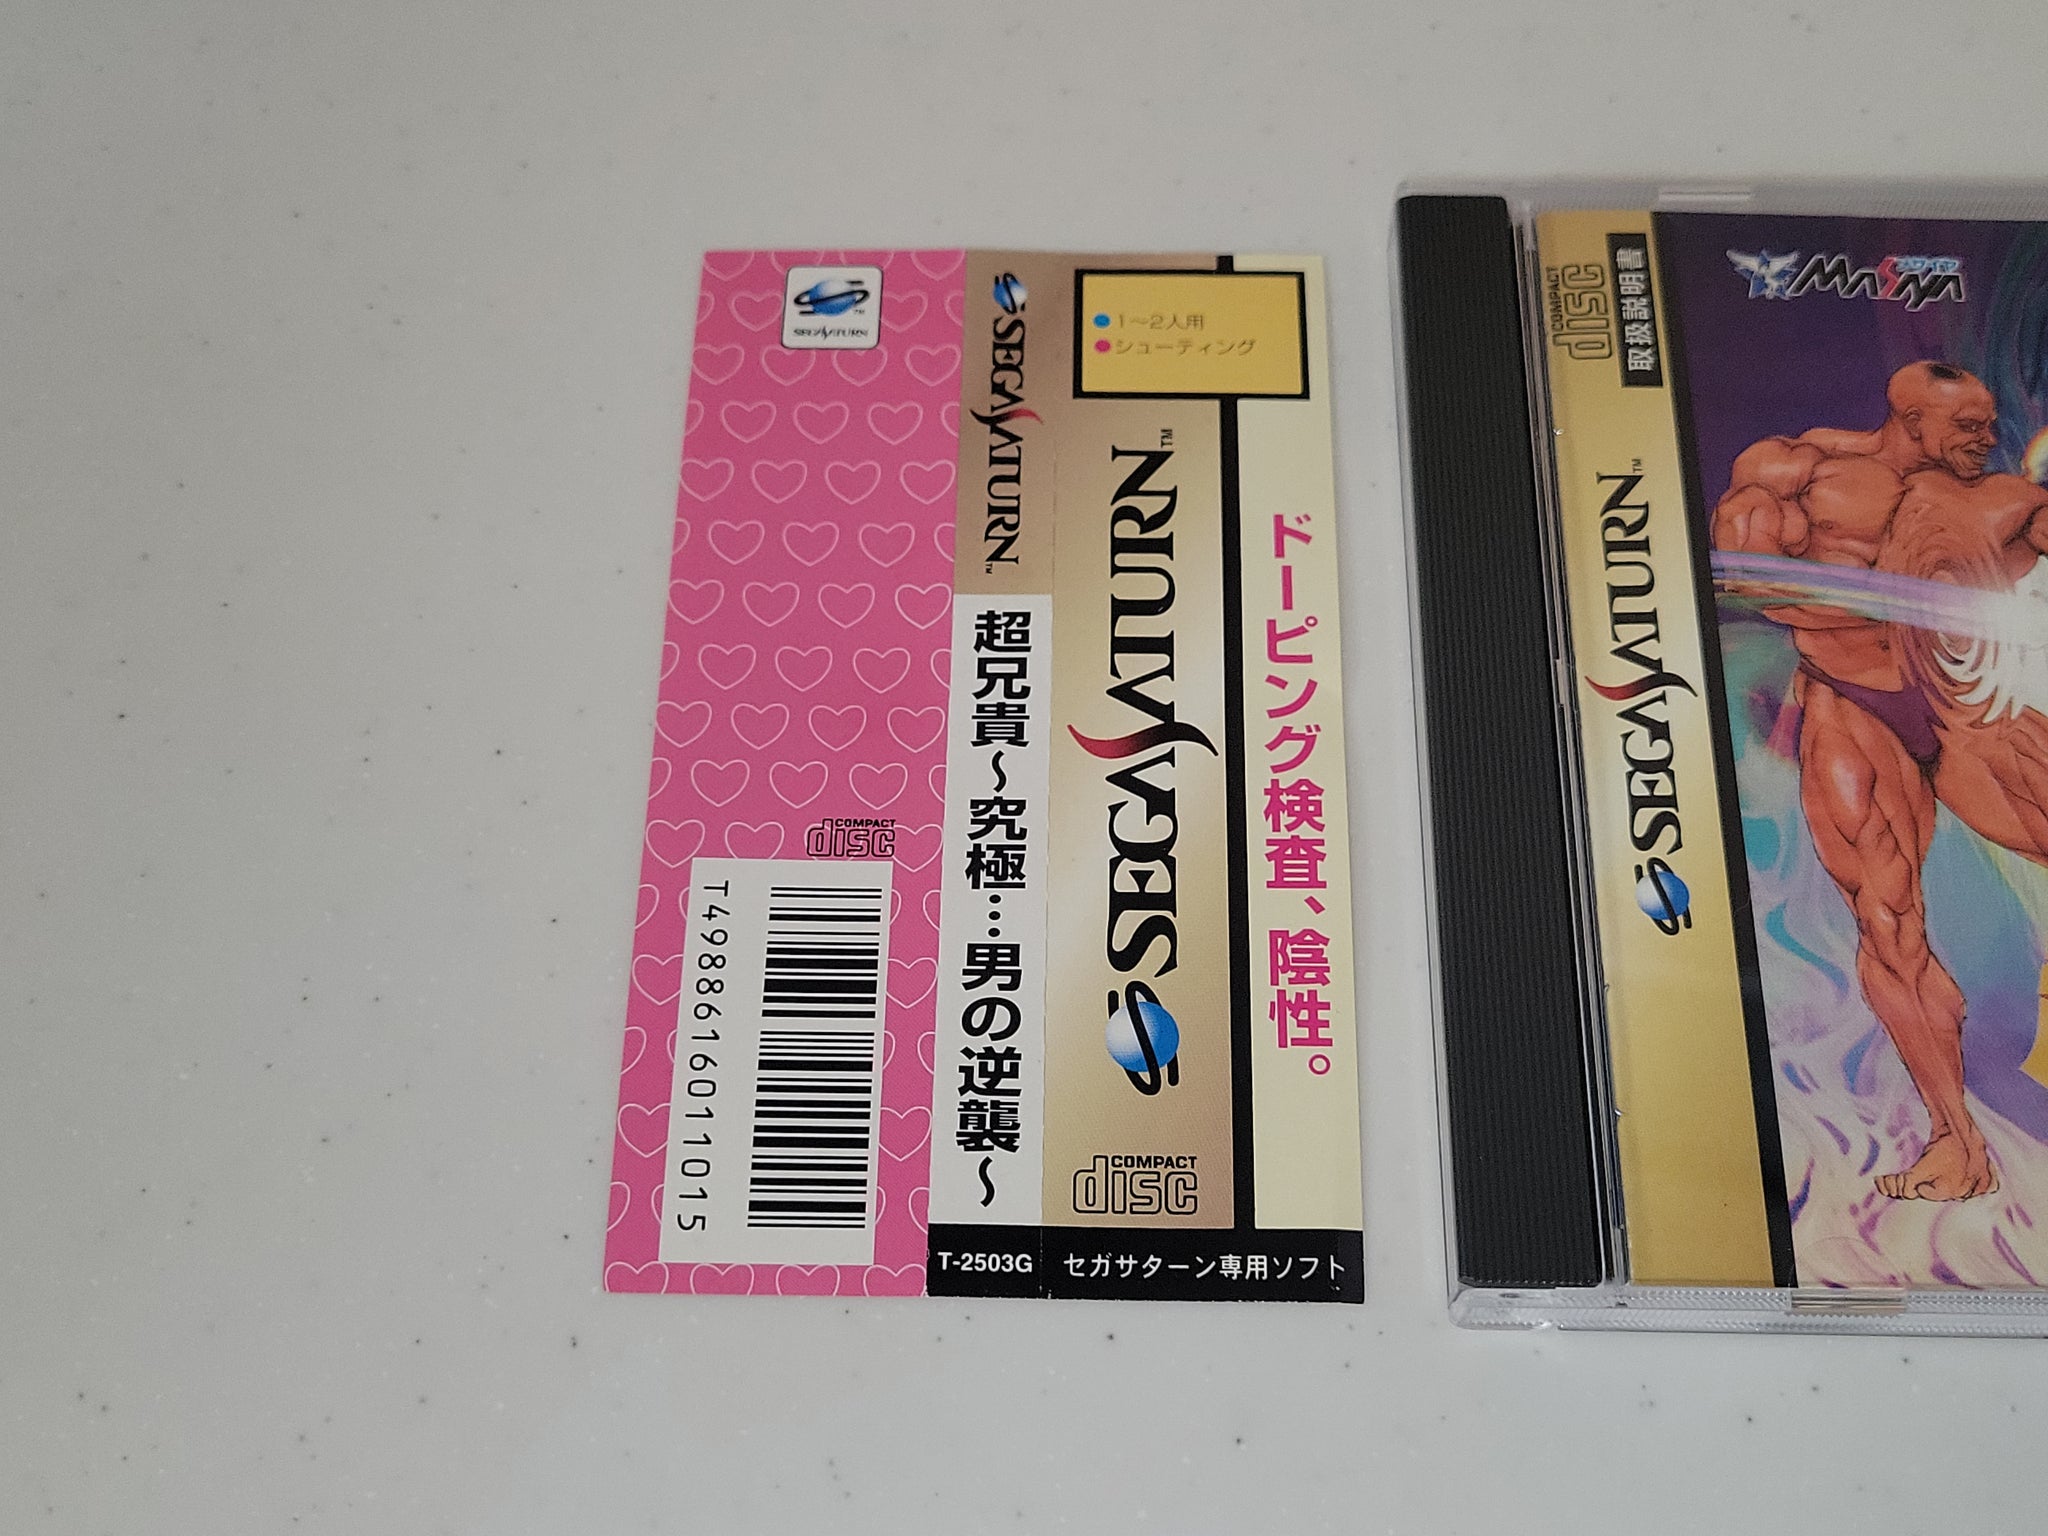 SEGA SATURN
COMPACT
disc
T4988616011015
SEGA SATURN™
超兄貴～究極…男の逆襲～
T-2503G
●1～2人用
●シューティング
SEGA SATURN™
COMPACT
disc
セガサターン専用ソフト
ドーピング検査、陰性。
COMPACT
disc
取扱説明書
SEGA SATURN™
MASAYA